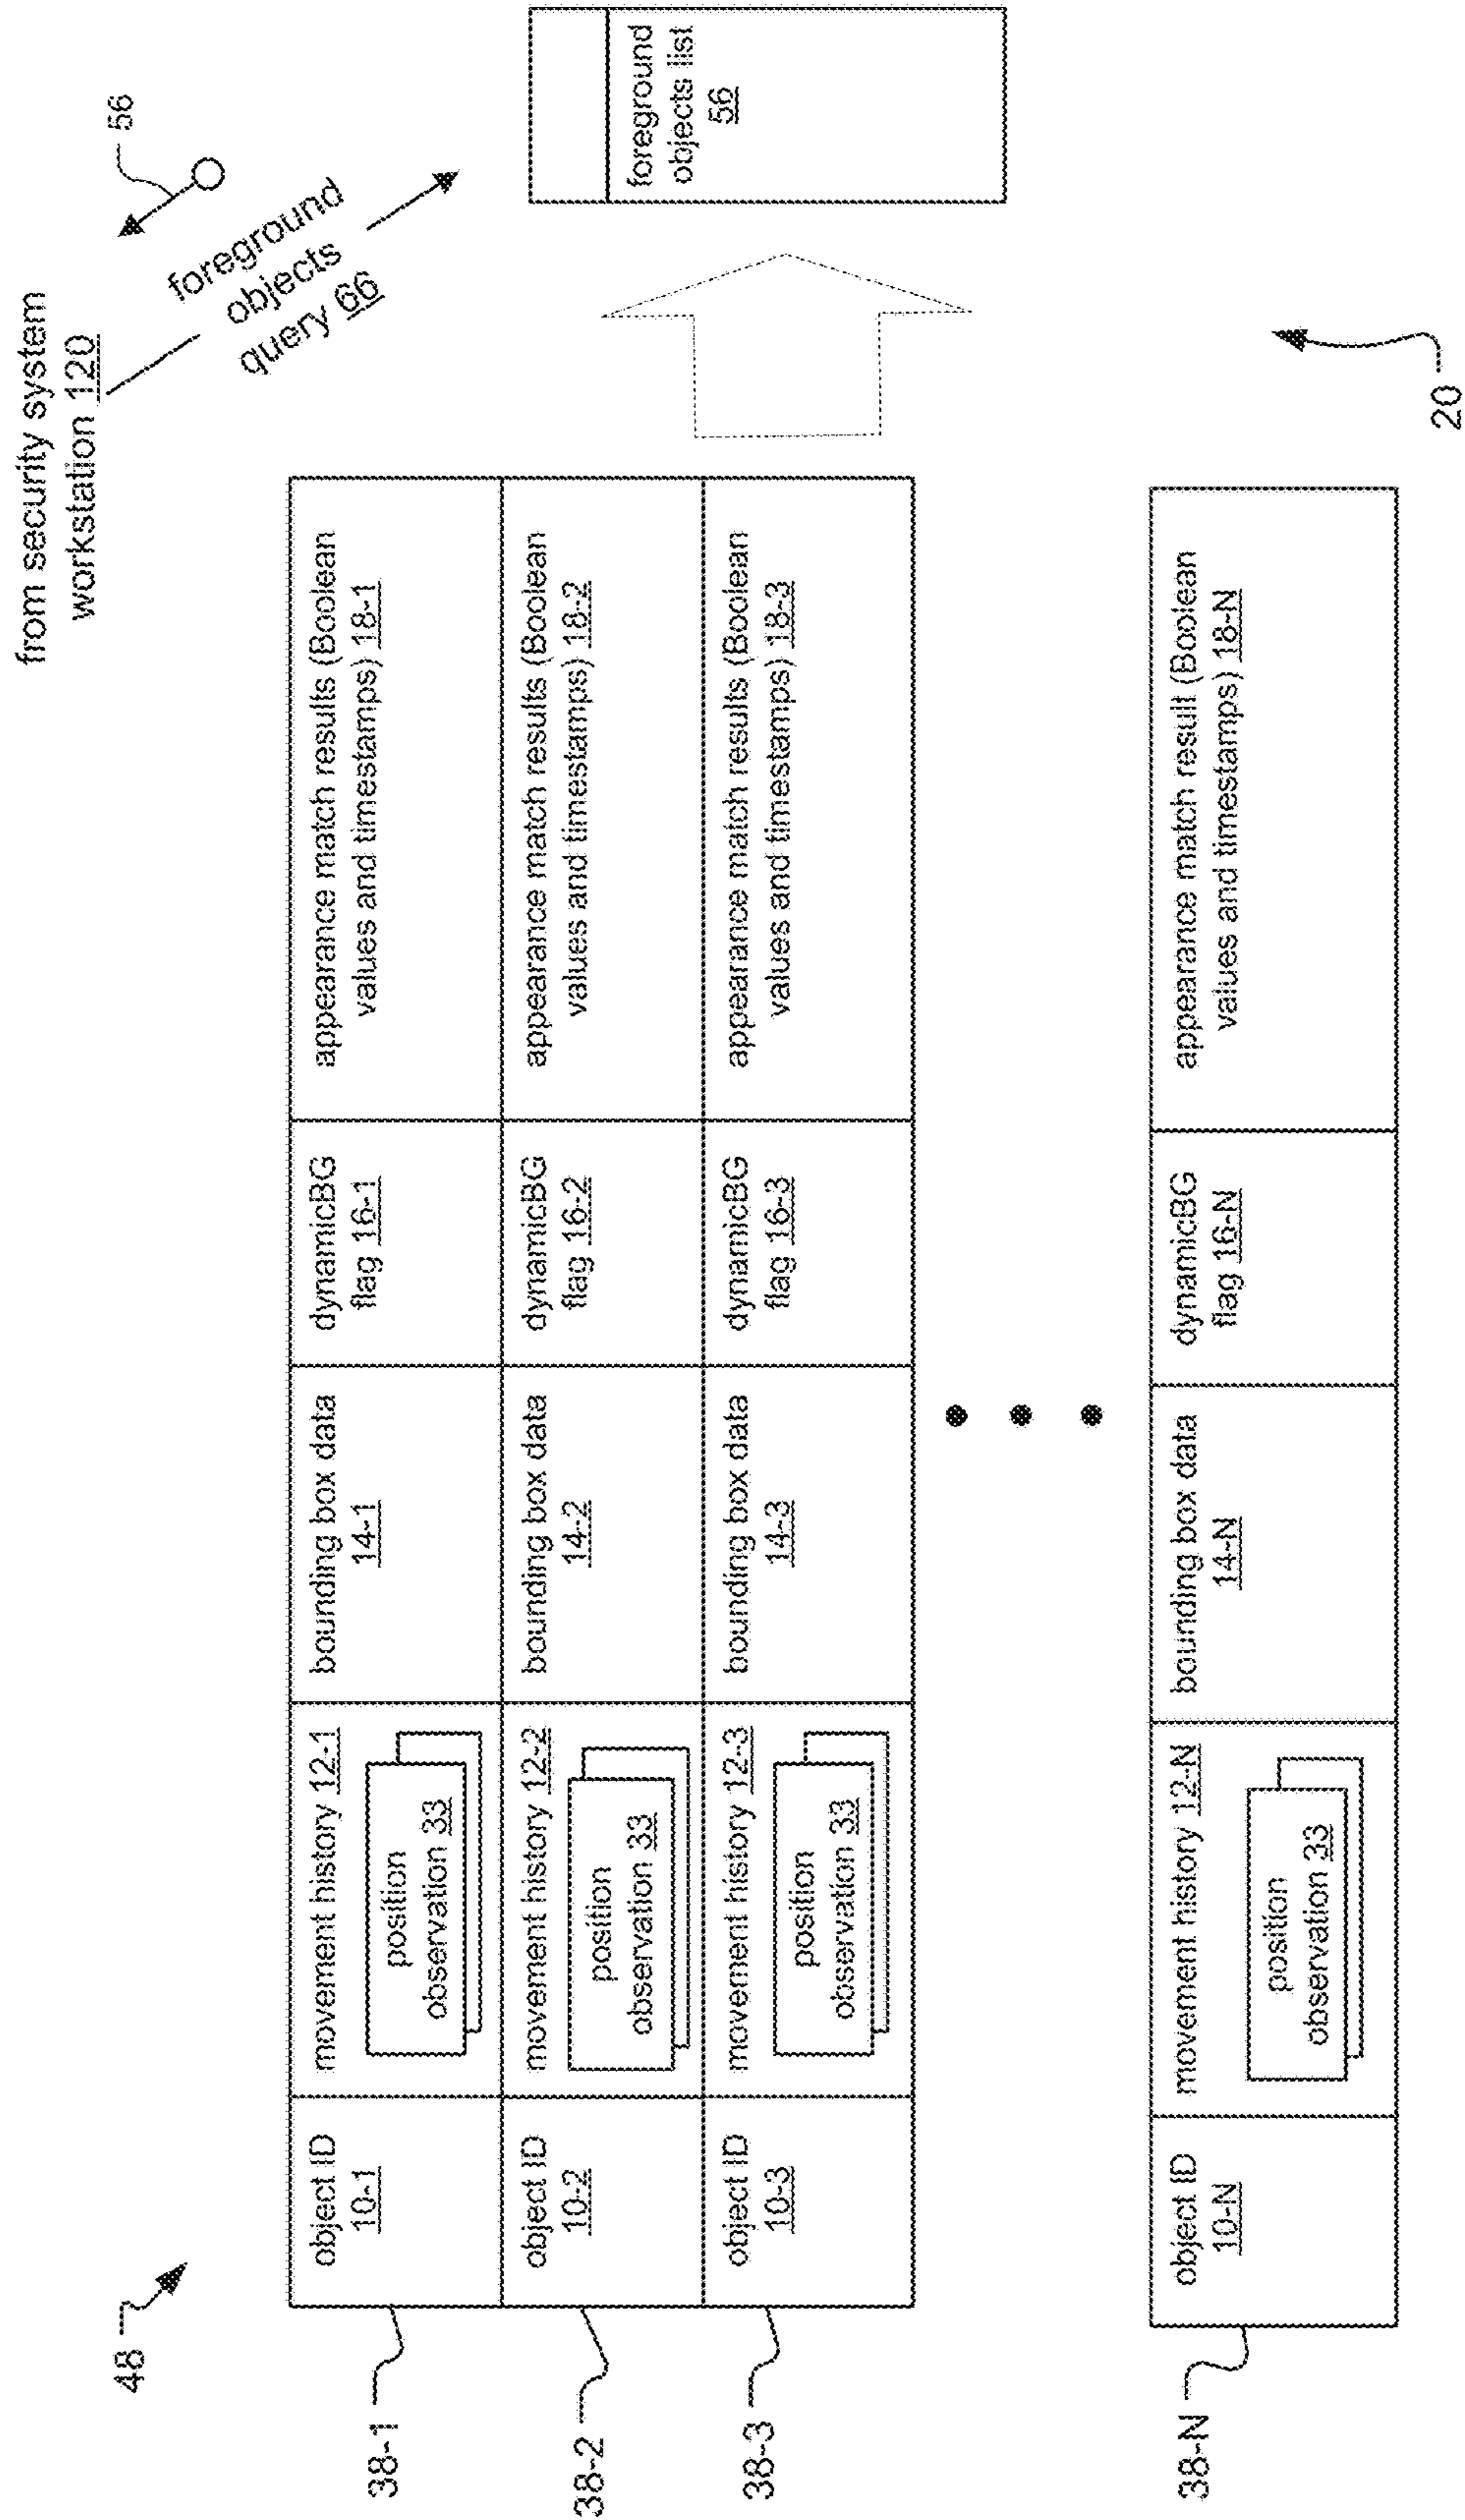 from security system
workstation 120
56
foreground
objects
query 66
48
38-1
object ID
10-1
movement history 12-1
position
observation 33
bounding box data
14-1
dynamicBG
flag 16-1
appearance match results (Boolean
values and timestamps) 18-1
38-2
object ID
10-2
movement history 12-2
position
observation 33
bounding box data
14-2
dynamicBG
flag 16-2
appearance match results (Boolean
values and timestamps) 18-2
38-3
object ID
10-3
movement history 12-3
position
observation 33
bounding box data
14-3
dynamicBG
flag 16-3
appearance match results (Boolean
values and timestamps) 18-3
foreground
objects list
56
38-N
object ID
10-N
movement history 12-N
position
observation 33
bounding box data
14-N
dynamicBG
flag 16-N
appearance match result (Boolean
values and timestamps) 18-N
20